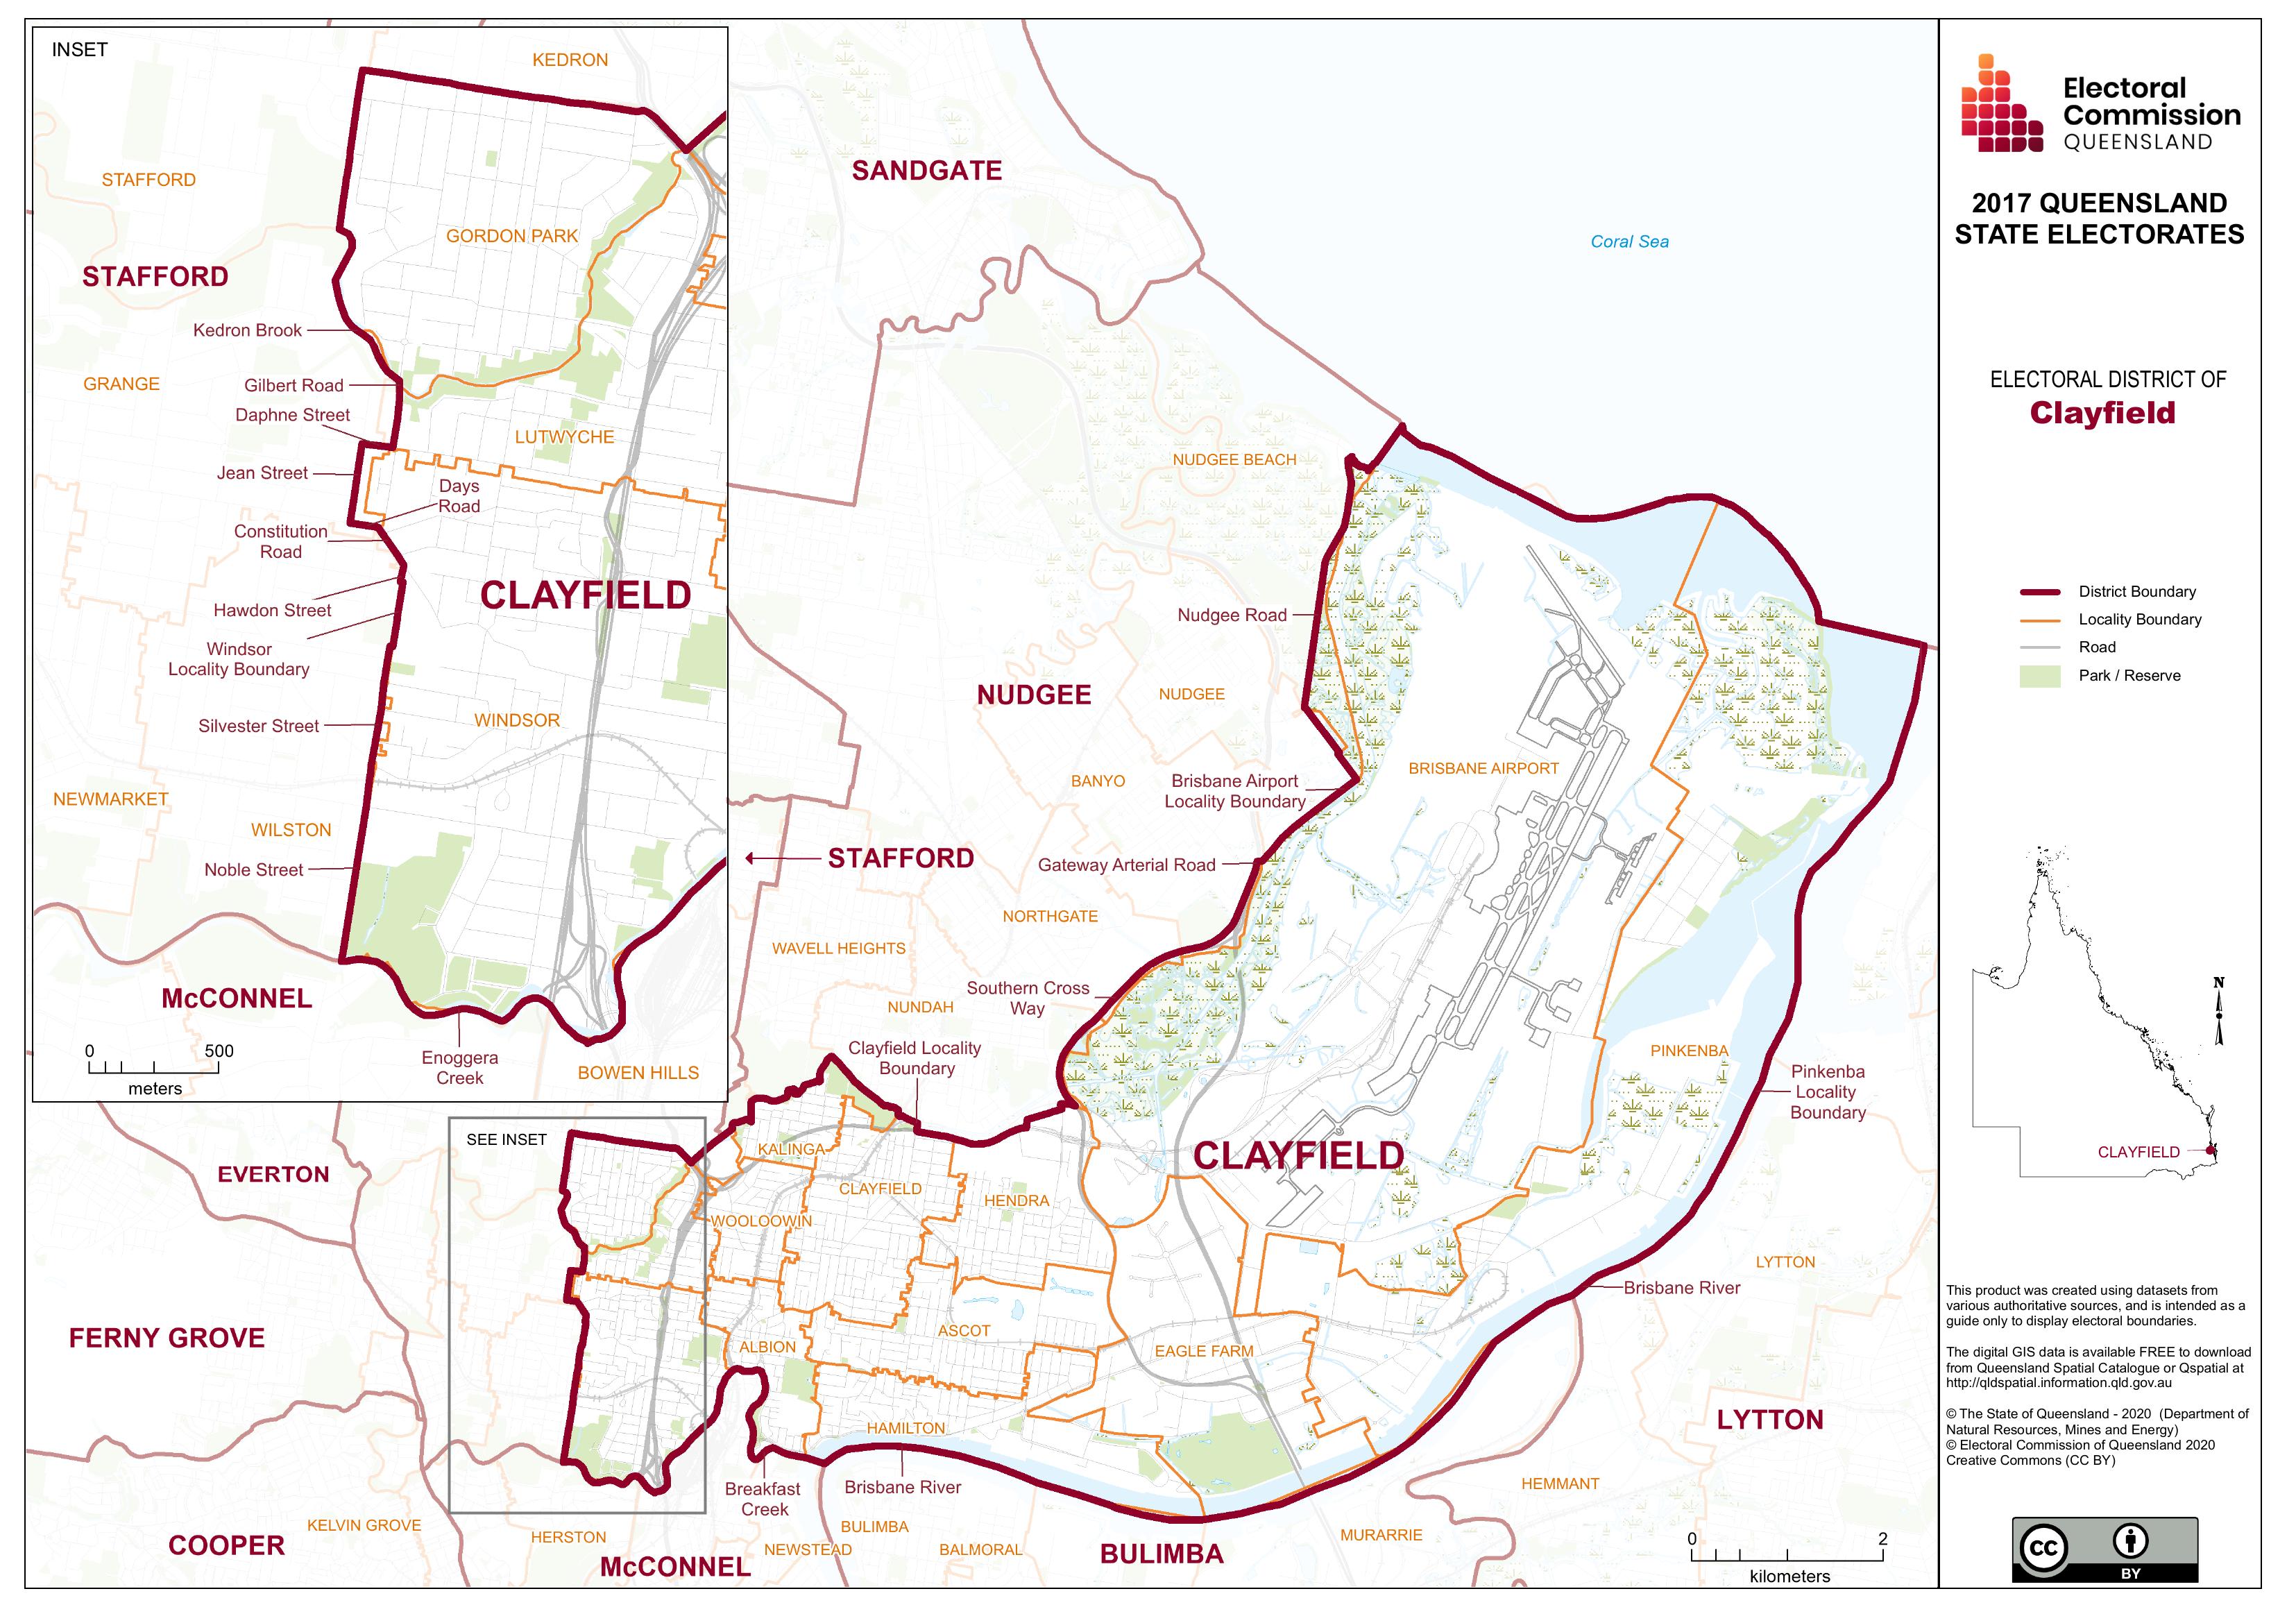 INSET
KEDRON
STAFFORD
GORDON PARK
STAFFORD
Kedron Brook
GRANGE
Gilbert Road
Daphne Street
LUTWYCHE
Jean Street
Days
Road
Constitution
Road
CLAYFIELD
Hawdon Street
Windsor
Locality Boundary
WINDSOR
Silvester Street
NEWMARKET
WILSTON
Noble Street
McCONNEL
0 500
meters
Enoggera
Creek
BOWEN HILLS
SANDGATE
Coral Sea
NUDGEE BEACH
Nudgee Road
NUDGEE
NUDGEE
BANYO
Brisbane Airport
Locality Boundary
BRISBANE AIRPORT
STAFFORD
Gateway Arterial Road
NORTHGATE
WAVELL HEIGHTS
Southern Cross
Way
NUNDAH
Clayfield Locality
Boundary
PINKENBA
Pinkenba
Locality
Boundary
SEE INSET
KALINGA
CLAYFIELD
EVERTON
CLAYFIELD
HENDRA
WOOLOOWIN
LYTTON
Brisbane River
FERNY GROVE
ASCOT
ALBION
EAGLE FARM
LYTTON
HAMILTON
Breakfast
Creek
Brisbane River
HEMMANT
KELVIN GROVE
COOPER
HERSTON
BULIMBA
MURARRIE
McCONNEL
NEWSTEAD
BALMORAL
BULIMBA
0 2
kilometers
Electoral
Commission
QUEENSLAND
2017 QUEENSLAND
STATE ELECTORATES
ELECTORAL DISTRICT OF
Clayfield
District Boundary
Locality Boundary
Road
Park / Reserve
N
CLAYFIELD
This product was created using datasets from
various authoritative sources, and is intended as a
guide only to display electoral boundaries.
The digital GIS data is available FREE to download
from Queensland Spatial Catalogue or Qspatial at
http://qldspatial.information.qld.gov.au
© The State of Queensland - 2020 (Department of
Natural Resources, Mines and Energy)
© Electoral Commission of Queensland 2020
Creative Commons (CC BY)
CC
BY